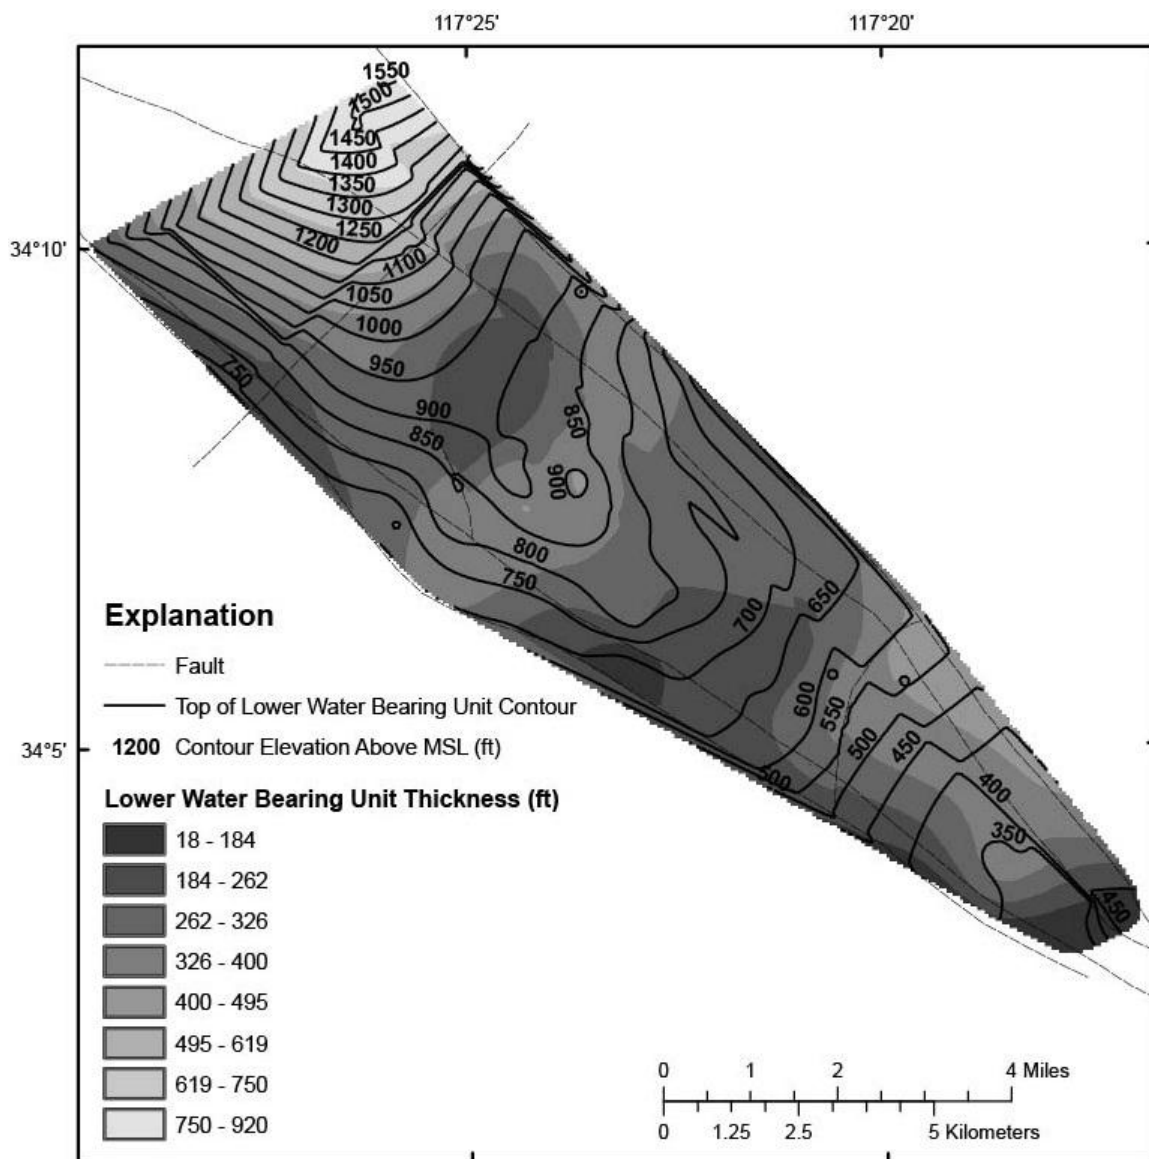 117°25'
117°20'
1550
1500
1450
1400
1350
1300
1250
1200
34°10'
1100
1050
1000
950
750
900
850
850
900
800
750
650
700
Explanation
Fault
600
550
Top of Lower Water Bearing Unit Contour
500
450
34°5'
1200 Contour Elevation Above MSL (ft)
500
400
Lower Water Bearing Unit Thickness (ft)
350
18 - 184
184 - 262
450
262 - 326
326 - 400
400 - 495
495 - 619
619 - 750
750 - 920
0 1 2 4 Miles
0 1.25 2.5 5 Kilometers